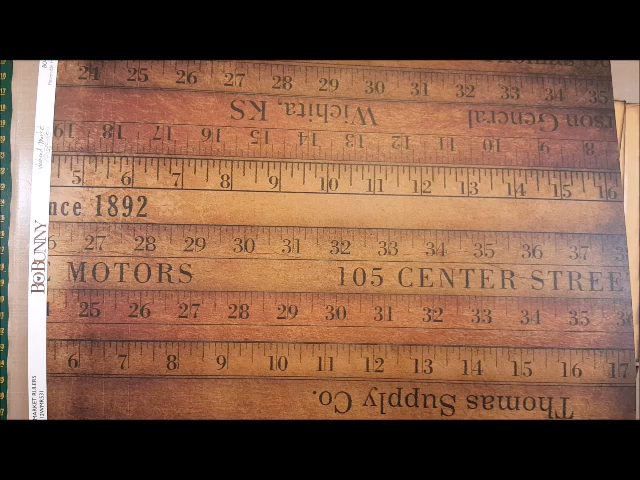 24 25 26 27 28 29 30 31 32 33 34 35
Wichita, KS rson General
19 18 17 16 15 14 13 12 11 10 9 8
5 6 7 8 9 10 11 12 13 14 15 16
nce 1892
6 27 28 29 30 31 32 33 34 35 36 37
MOTORS 105 CENTER STREE
25 26 27 28 29 30 31 32 33 34 35
6 7 8 9 10 11 12 13 14 15 16 17
Thomas Supply Co.
BOBUNNY
MARKET RULERS